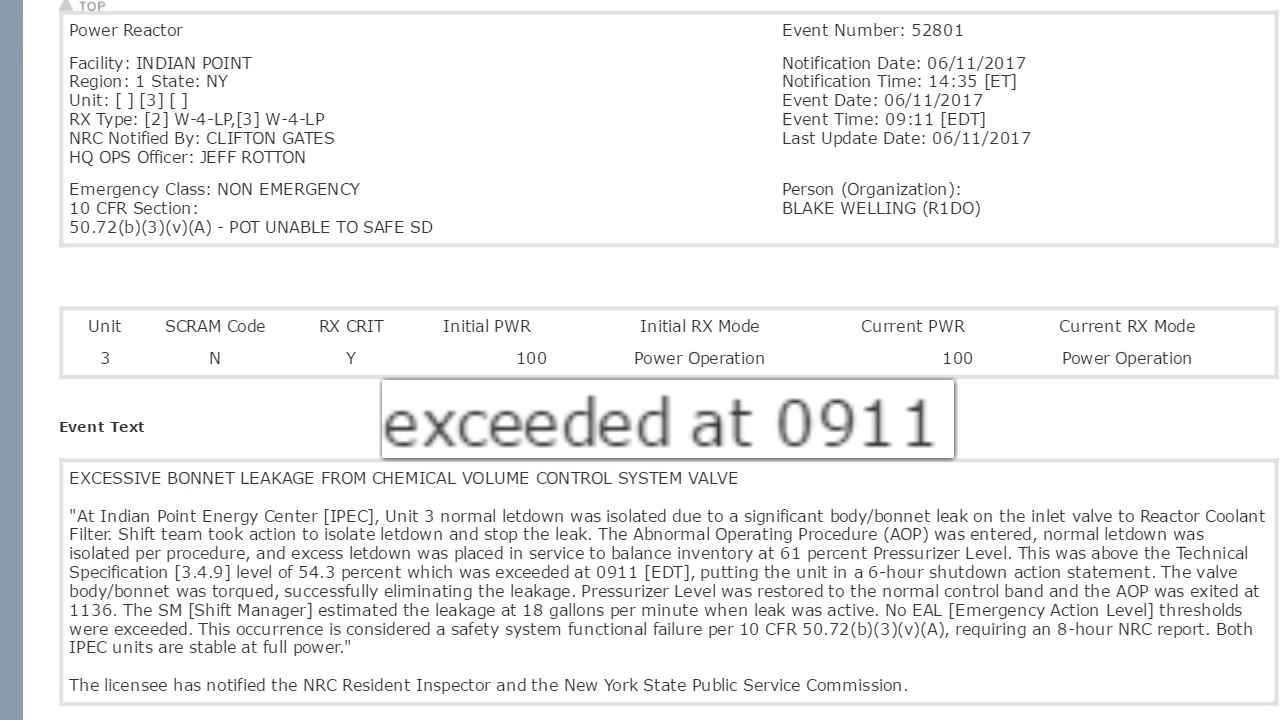 TOP
Power Reactor
Event Number: 52801
Facility: INDIAN POINT
Region: 1 State: NY
Unit: [ ] [3] [ ]
RX Type: [2] W-4-LP,[3] W-4-LP
NRC Notified By: CLIFTON GATES
HQ OPS Officer: JEFF ROTTON
Notification Date: 06/11/2017
Notification Time: 14:35 [ET]
Event Date: 06/11/2017
Event Time: 09:11 [EDT]
Last Update Date: 06/11/2017
Emergency Class: NON EMERGENCY
10 CFR Section:
50.72(b)(3)(v)(A) - POT UNABLE TO SAFE SD
Person (Organization):
BLAKE WELLING (R1DO)
Unit SCRAM Code RX CRIT Initial PWR Initial RX Mode Current PWR Current RX Mode
3 N Y 100 Power Operation 100 Power Operation
exceeded at 0911
Event Text
EXCESSIVE BONNET LEAKAGE FROM CHEMICAL VOLUME CONTROL SYSTEM VALVE
"At Indian Point Energy Center [IPEC], Unit 3 normal letdown was isolated due to a significant body/bonnet leak on the inlet valve to Reactor Coolant
Filter. Shift team took action to isolate letdown and stop the leak. The Abnormal Operating Procedure (AOP) was entered, normal letdown was
isolated per procedure, and excess letdown was placed in service to balance inventory at 61 percent Pressurizer Level. This was above the Technical
Specification [3.4.9] level of 54.3 percent which was exceeded at 0911 [EDT], putting the unit in a 6-hour shutdown action statement. The valve
body/bonnet was torqued, successfully eliminating the leakage. Pressurizer Level was restored to the normal control band and the AOP was exited at
1136. The SM [Shift Manager] estimated the leakage at 18 gallons per minute when leak was active. No EAL [Emergency Action Level] thresholds
were exceeded. This occurrence is considered a safety system functional failure per 10 CFR 50.72(b)(3)(v)(A), requiring an 8-hour NRC report. Both
IPEC units are stable at full power."
The licensee has notified the NRC Resident Inspector and the New York State Public Service Commission.